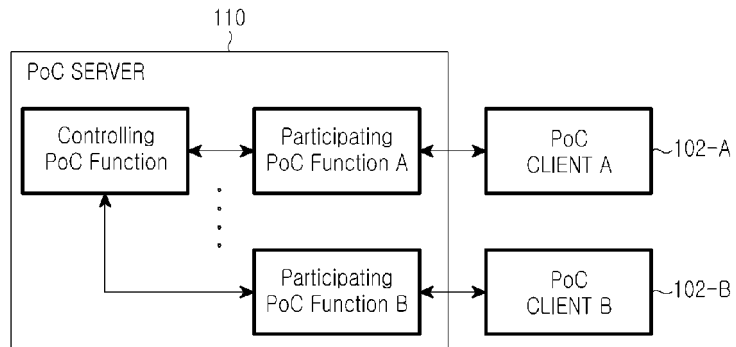 110
PoC SERVER
Controlling
PoC Function
Participating
PoC Function A
PoC
CLIENT A
102-A
Participating
PoC Function B
PoC
CLIENT B
102-B